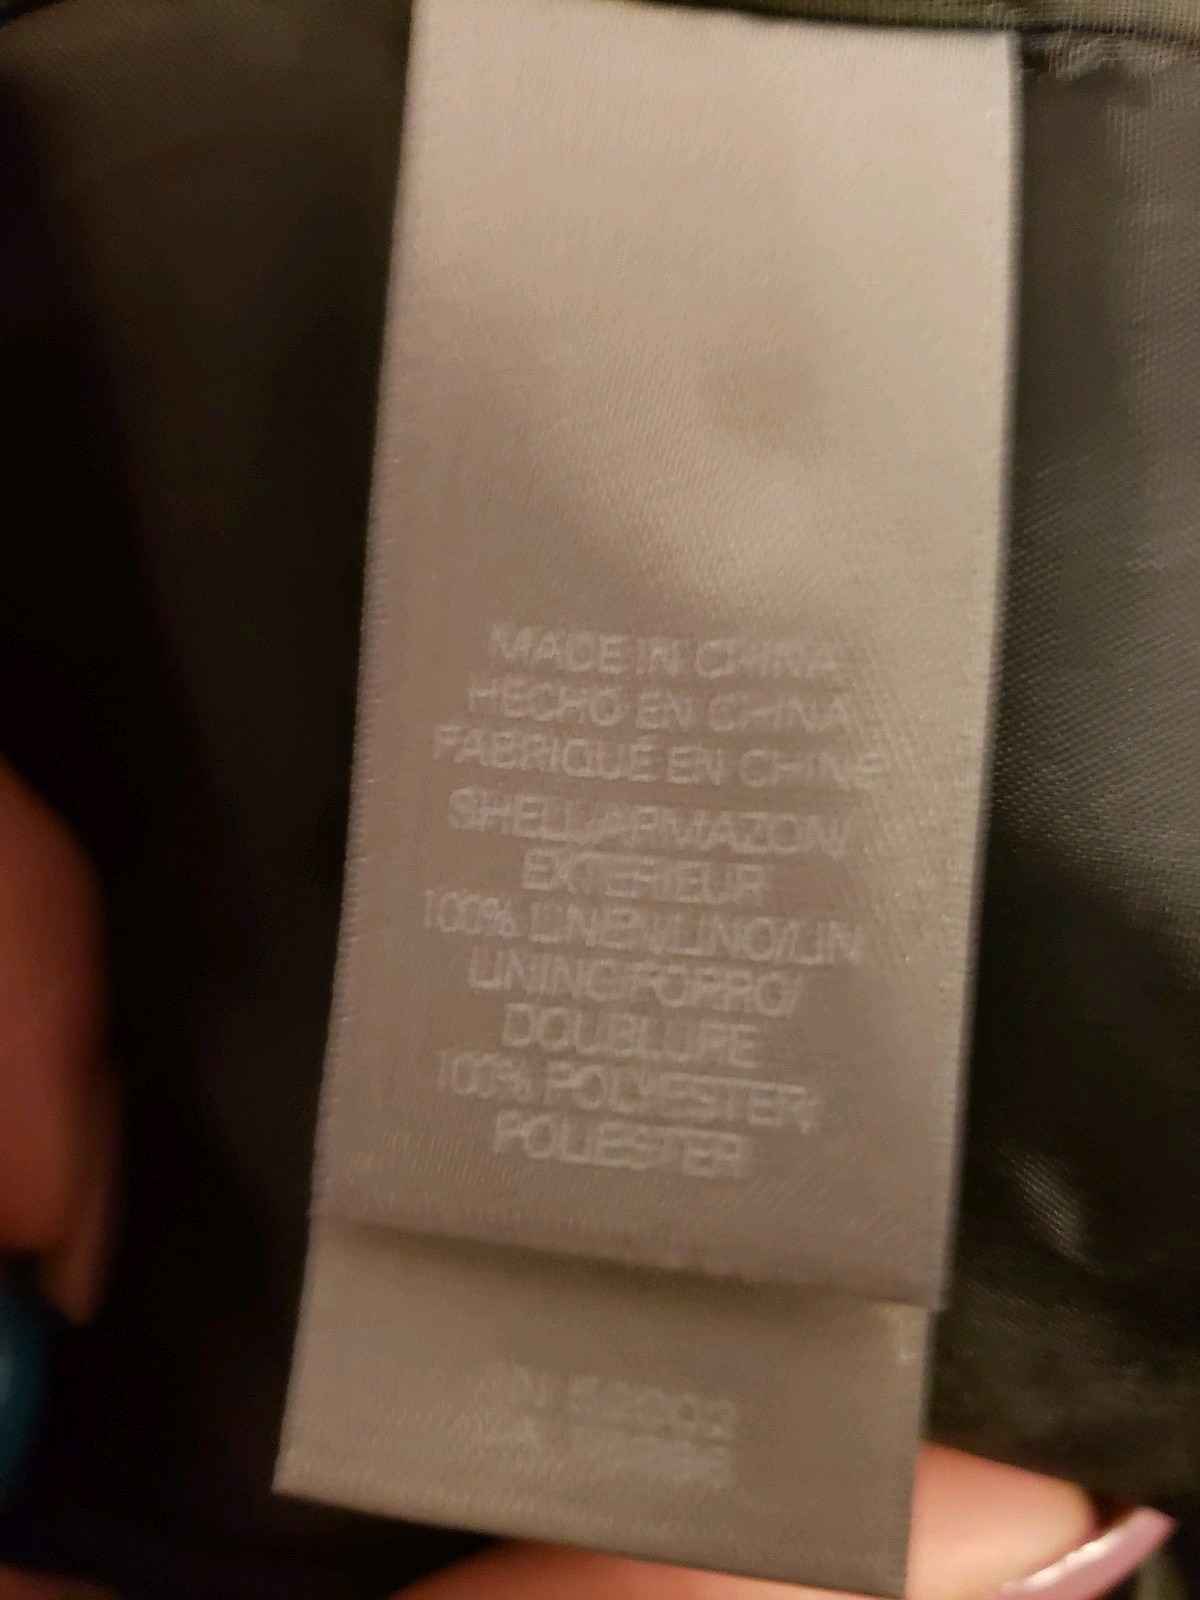 MADE IN CHINA
HECHO EN CHINA
FABRIQUÉ EN CHINE
SHELL/ARMAZON/
EXTERIEUR
100% LINEN/LINO/LIN
LINING/FORRO/
DOUBLURE
100% POLYESTER/
POLIESTER